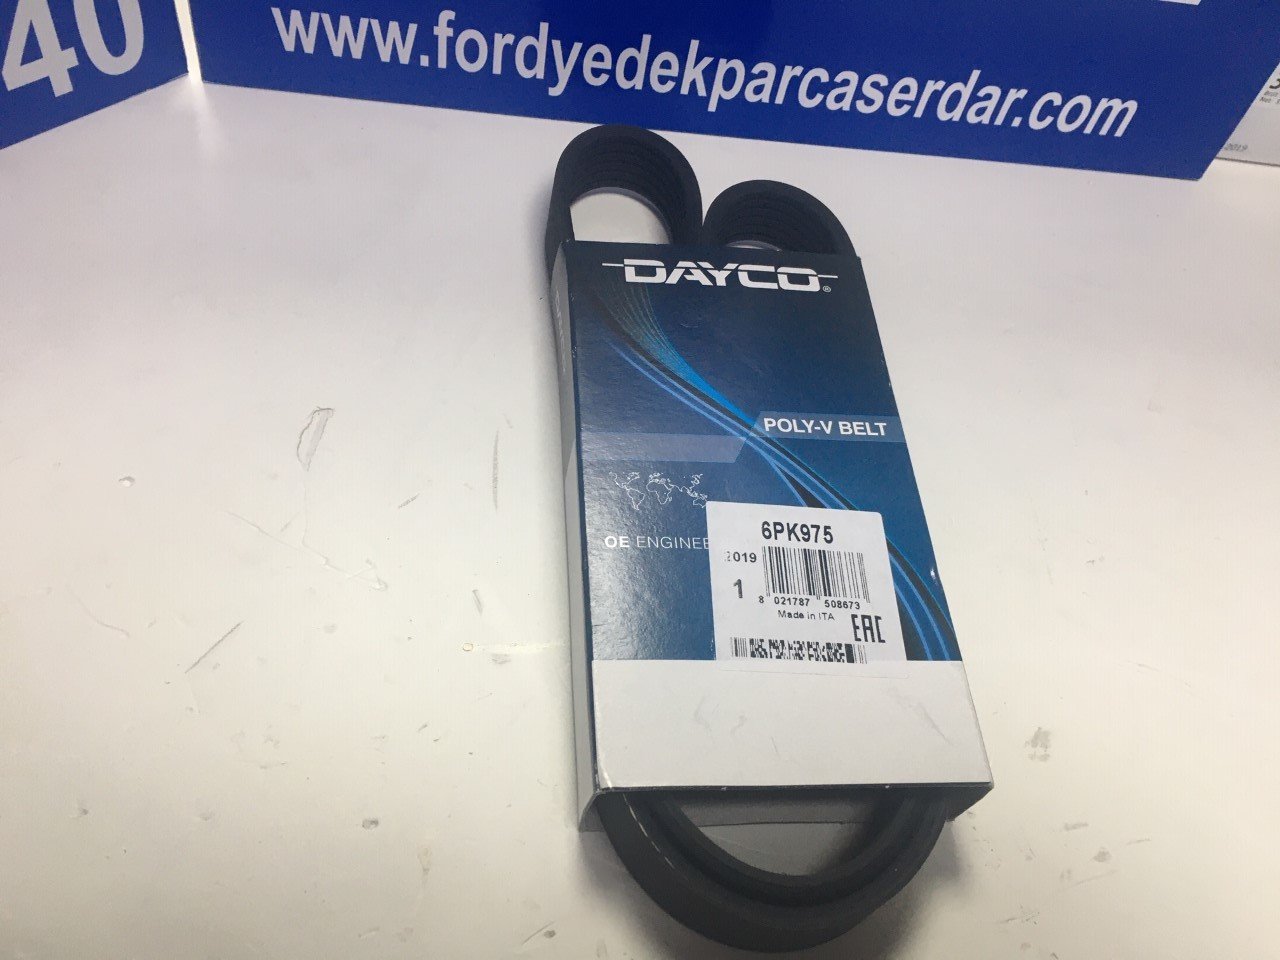 40
www.fordyedekparcaserdar.com
DAYCO®
POLY-V BELT
OE ENGINEE
6PK975
2019
1
8 021787 508673
Made in ITA
EAC